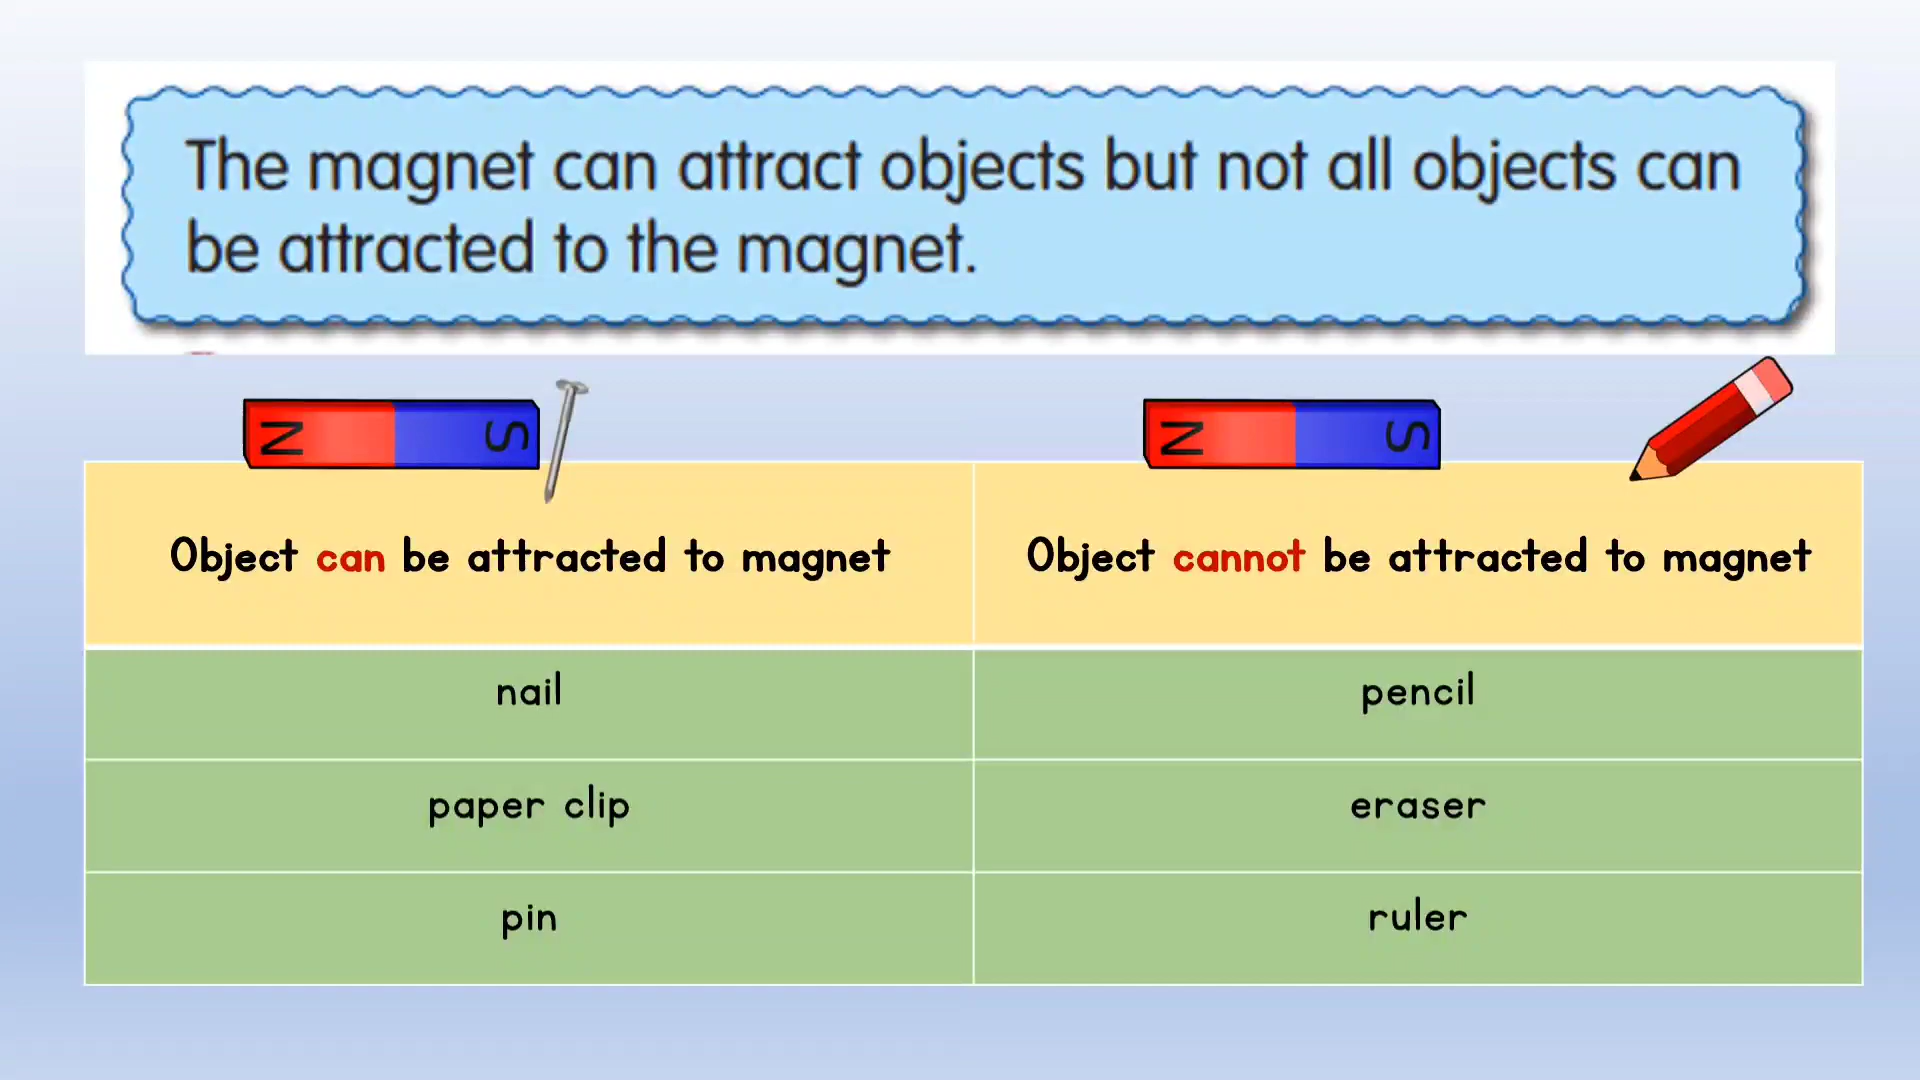 The magnet can attract objects but not all objects can
be attracted to the magnet.
N S
N S
Object can be attracted to magnet
Object cannot be attracted to magnet
nail
pencil
paper clip
eraser
pin
ruler